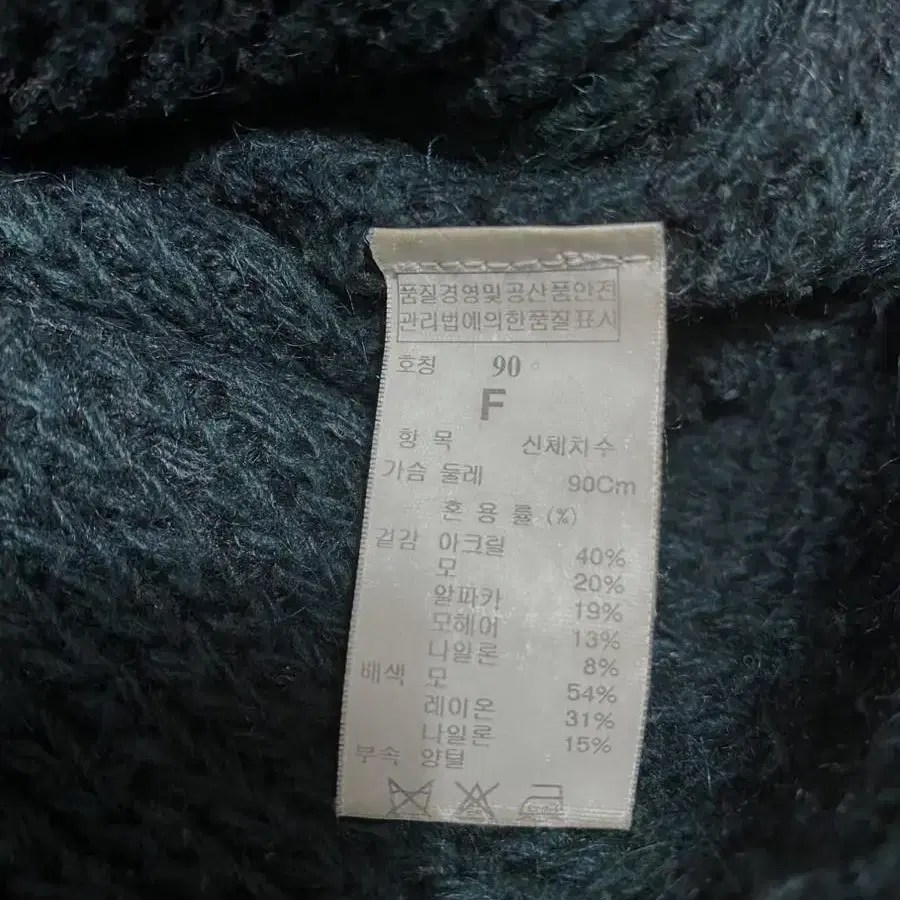 품질경영및공산품안전
관리법에의한품질표시
호칭 90
F
항 목 신체치수
가슴 둘레 90Cm
혼 용 률 (%)
겉감 아크릴 40%
모 20%
알파카 19%
모헤어 13%
나일론 8%
배색 모 54%
레이온 31%
나일론 15%
부속 양털